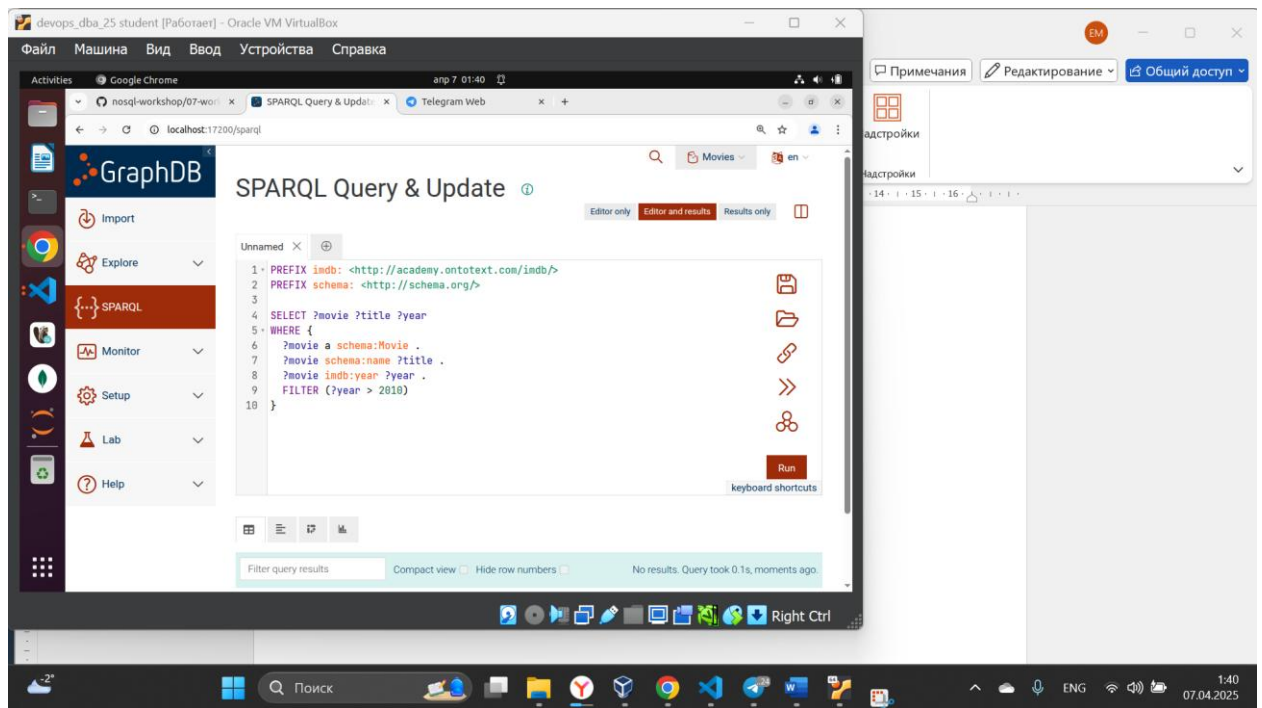 devops_dba_25 student [Работает] - Oracle VM VirtualBox
Файл Машина Вид Ввод Устройства Справка
Activities Google Chrome апр 7 01:40
nosql-workshop/07-wor SPARQL Query & Update Telegram Web
localhost:17200/sparql
GraphDB
Movies en
SPARQL Query & Update
Editor only Editor and results Results only
Import
Explore
SPARQL
Monitor
Setup
Lab
Help
Unnamed
1 PREFIX imdb: <http://academy.ontotext.com/imdb/>
2 PREFIX schema: <http://schema.org/>
3
4 SELECT ?movie ?title ?year
5 WHERE {
6 ?movie a schema:Movie .
7 ?movie schema:name ?title .
8 ?movie imdb:year ?year .
9 FILTER (?year > 2010)
10 }
Run
keyboard shortcuts
Filter query results Compact view Hide row numbers No results. Query took 0.1s, moments ago.
Right Ctrl
EM
Примечания Редактирование Общий доступ
адстройки
Надстройки
14 15 16
-2°
Поиск
ENG
1:40
07.04.2025